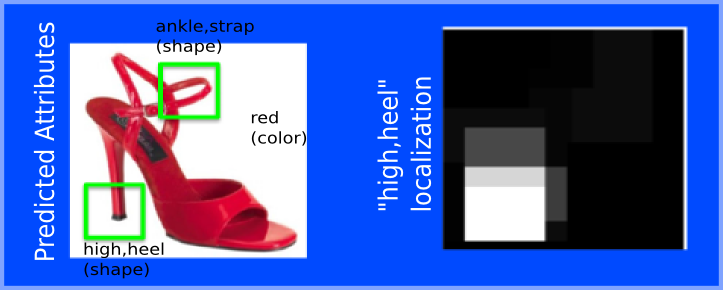 Predicted Attributes
ankle,strap
(shape)
red
(color)
high,heel
(shape)
"high,heel"
localization